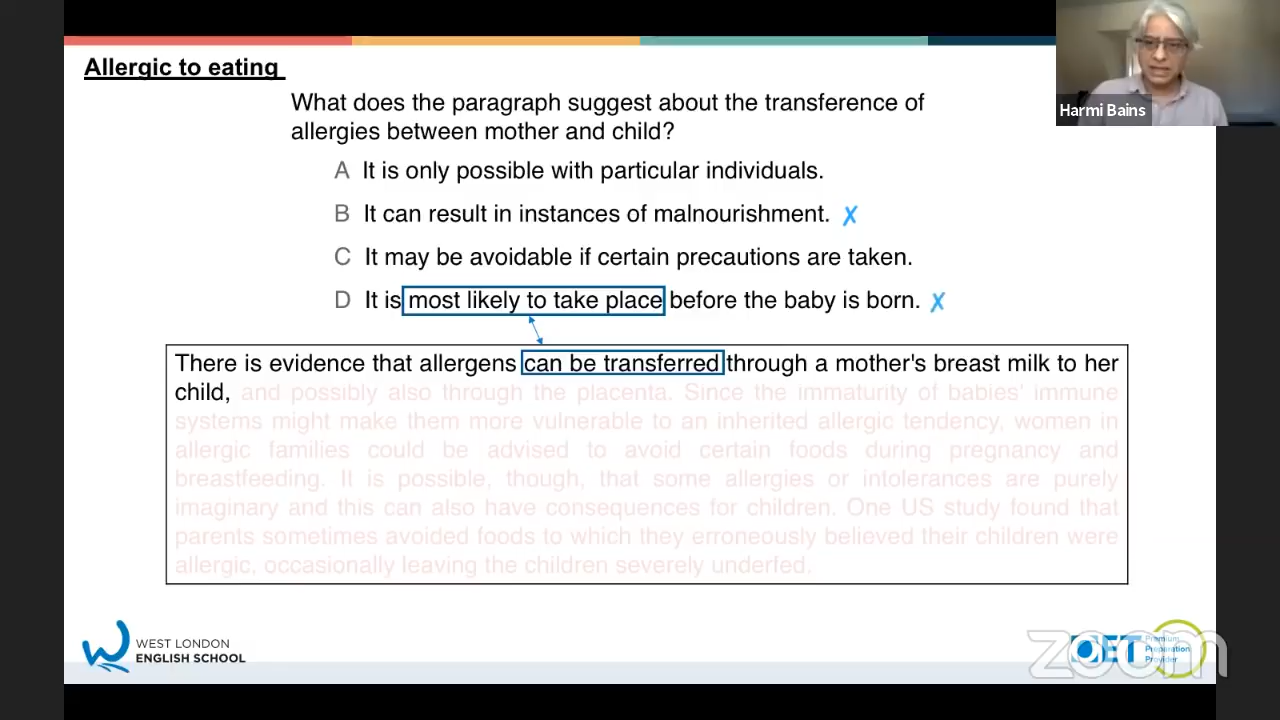 Allergic to eating
Harmi Bains
What does the paragraph suggest about the transference of
allergies between mother and child?
A It is only possible with particular individuals.
B It can result in instances of malnourishment. ✗
C It may be avoidable if certain precautions are taken.
D It is most likely to take place before the baby is born. ✗
There is evidence that allergens can be transferred through a mother's breast milk to her
child, and possibly also through the placenta. Since the immaturity of babies' immune
systems might make them more vulnerable to an inherited allergic tendency, women in
allergic families could be advised to avoid certain foods during pregnancy and
breastfeeding. It is possible, though, that some allergies or intolerances are purely
imaginary and this can also have consequences for children. One US study found that
parents sometimes avoided foods to which they erroneously believed their children were
allergic, occasionally leaving the children severely underfed.
WEST LONDON
ENGLISH SCHOOL
OET
Premium
Preparation
Provider
zoom